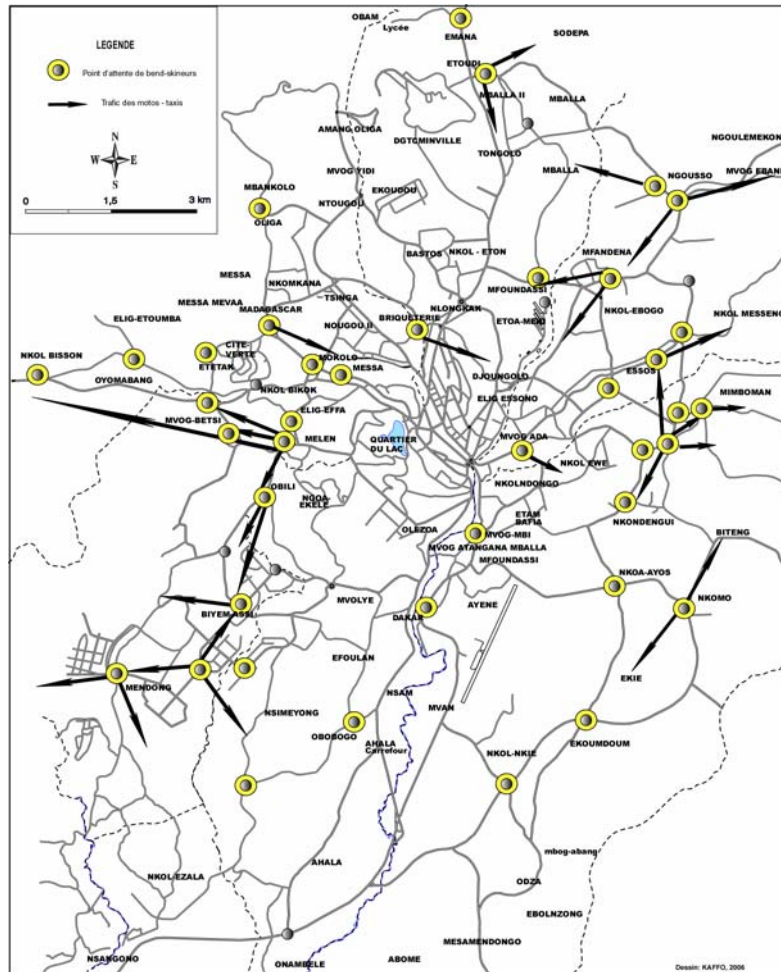 LEGENDE
Point d'attente de bend-skineurs
Trafic des motos - taxis
N
W E
S
0 1,5 3 km
OBAM
Lycée
EMANA
SODEPA
ETOUDI
MBALLA II
MBALLA
AMANG OLIGA
DGTCMINVILLE
TONGOLO
NGOULEMEKON
MVOG YIDI
MBALLA
NGOUSSO
MVOG EBAND
MBANKOLO
EKOUDOU
OLIGA
NTOUGOU
BASTOS
NKOL - ETON
MFANDENA
MESSA
NKOMKANA
MFOUNDASSI
MESSA MEVAA
TSINGA
NLONGKAK
NKOL-EBOGO
MADABASCAR
BRIQUETERIE
ETOA-MEKI
NKOL MESSENG
ELIG-ETOUMBA
NOUGOU II
CITE-
VERTE
MOKOLO
ESSOS
NKOL BISSON
ETETAK
MESSA
DJOUNGOLO
OYOMABANG
NKOL BIKOK
ELIG ESSONO
MIMBOMAN
MVOG-BETSI
ELIG-EFFA
MELEN
QUARTIER
DU LAC
MVOG ADA
NKOL EWE
NKOLNDONGO
OBILI
NGOA-
EKELE
ETAM
BAFIA
NKONDENGUI
OLEZOA
MVOG-MBI
BITENG
MVOG ATANGANA MBALLA
MFOUNDASSI
NKOA-AYOS
MVOLYE
AYENE
NKOMO
BIYEM-ASSI
DAKAR
EFOULAN
EKIE
MENDONG
NSAM
NSIMEYONG
MVAN
OBOBOGO
EKOUMDOUM
AHALA
Carrefour
NKOL-NKIE
mbog-abang
AHALA
NKOL-EZALA
ODZA
EBOLNZONG
MESAMENDONGO
NSANGONO
ONAMBELE
ABOME
Dessin: KAFFO, 2006